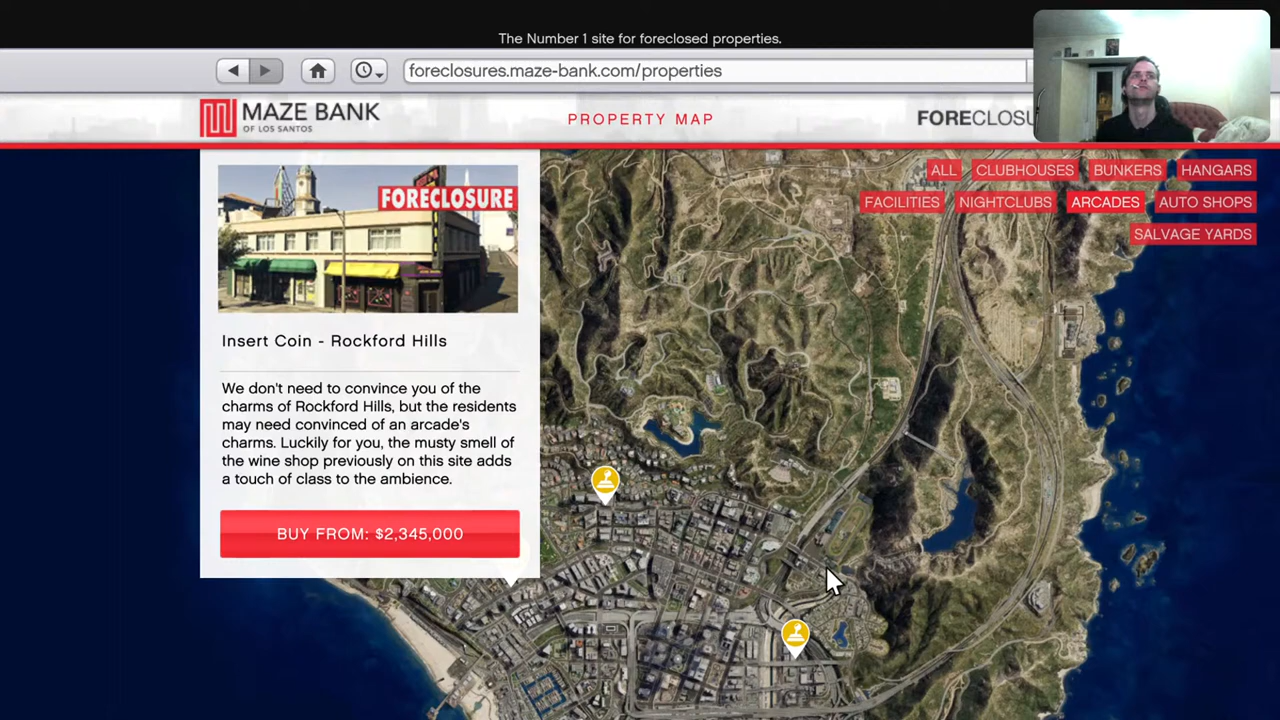 The Number 1 site for foreclosed properties.
foreclosures.maze-bank.com/properties
MAZE BANK
OF LOS SANTOS
PROPERTY MAP
FORECLOSU
FORECLOSURE
ALL CLUBHOUSES BUNKERS HANGARS
FACILITIES NIGHTCLUBS ARCADES AUTO SHOPS
SALVAGE YARDS
Insert Coin - Rockford Hills
We don't need to convince you of the
charms of Rockford Hills, but the residents
may need convinced of an arcade's
charms. Luckily for you, the musty smell of
the wine shop previously on this site adds
a touch of class to the ambience.
BUY FROM: $2,345,000